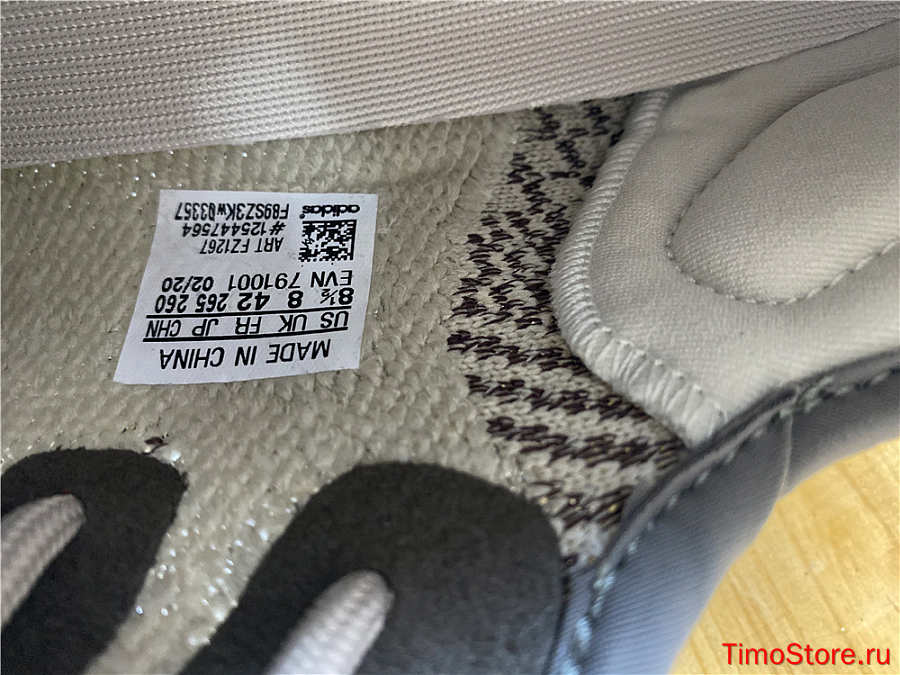 MADE IN CHINA
US UK FR JP CHN
8½ 8 42 265 260
EVN 791001 02/20
ART FZ1267
#125447564
adidas
F89SZ3KW03357
TimoStore.ru